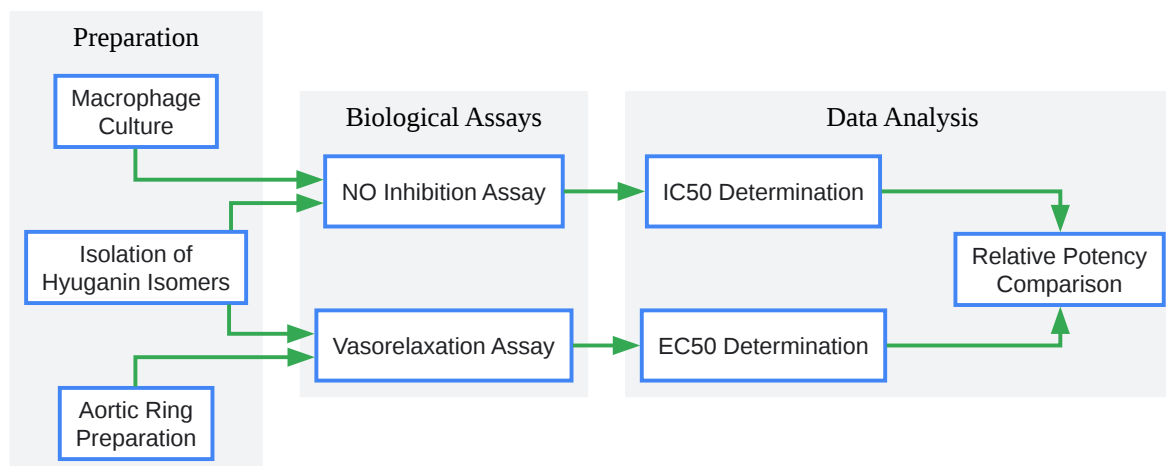 Preparation
Macrophage
Culture
Isolation of
Hyuganin Isomers
Aortic Ring
Preparation
Biological Assays
NO Inhibition Assay
Vasorelaxation Assay
Data Analysis
IC50 Determination
EC50 Determination
Relative Potency
Comparison